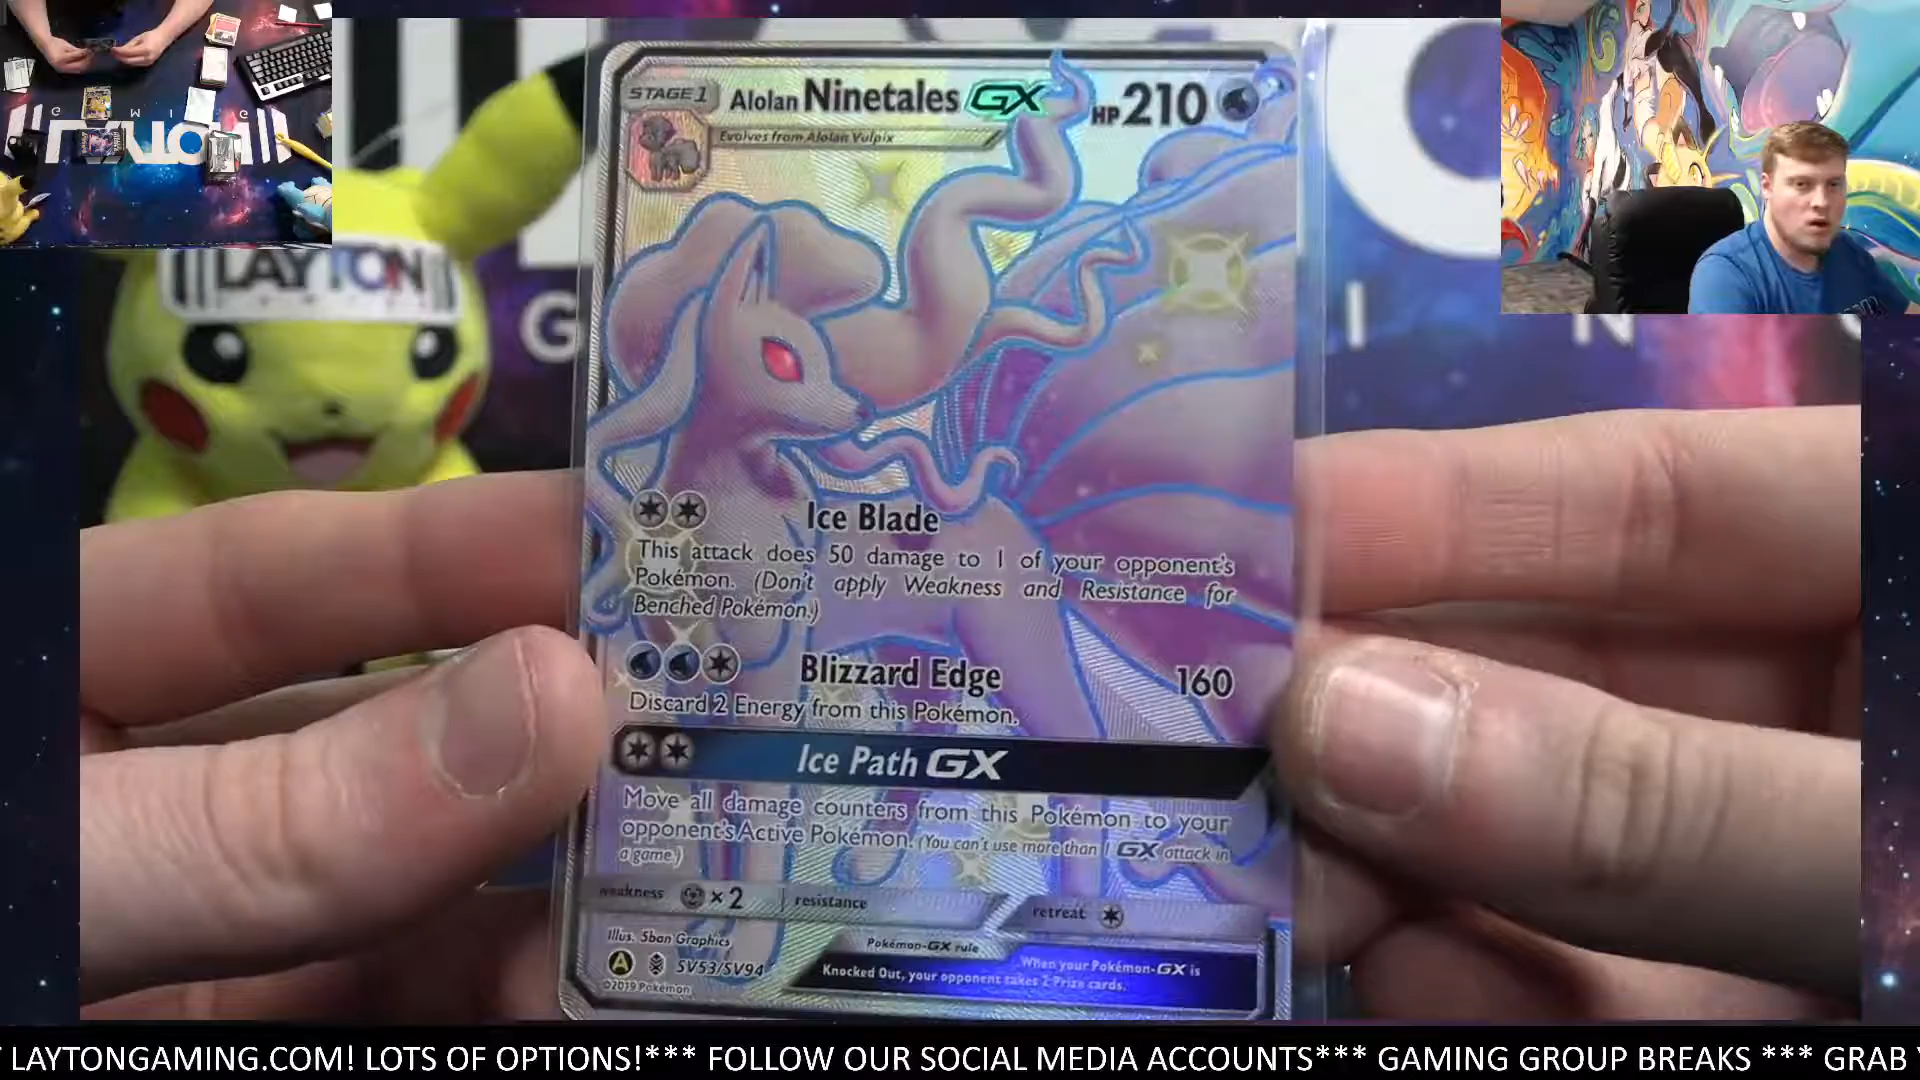 STAGE 1 Alolan Ninetales GX HP 210
Evolves from Alolan Vulpix
LAYTON
G I N
Ice Blade
This attack does 50 damage to 1 of your opponent's
Pokémon. (Don't apply Weakness and Resistance for
Benched Pokémon.)
Blizzard Edge 160
Discard 2 Energy from this Pokémon.
Ice Path GX
Move all damage counters from this Pokémon to your
opponent's Active Pokémon. (You can't use more than 1 GX attack in
a game.)
weakness × 2 resistance retreat
Illus. 5ban Graphics
A SV53/SV94
©2019 Pokémon
Pokémon-GX rule When your Pokémon-GX is
Knocked Out, your opponent takes 2 Prize cards.
LAYTONGAMING.COM! LOTS OF OPTIONS!*** FOLLOW OUR SOCIAL MEDIA ACCOUNTS*** GAMING GROUP BREAKS *** GRAB